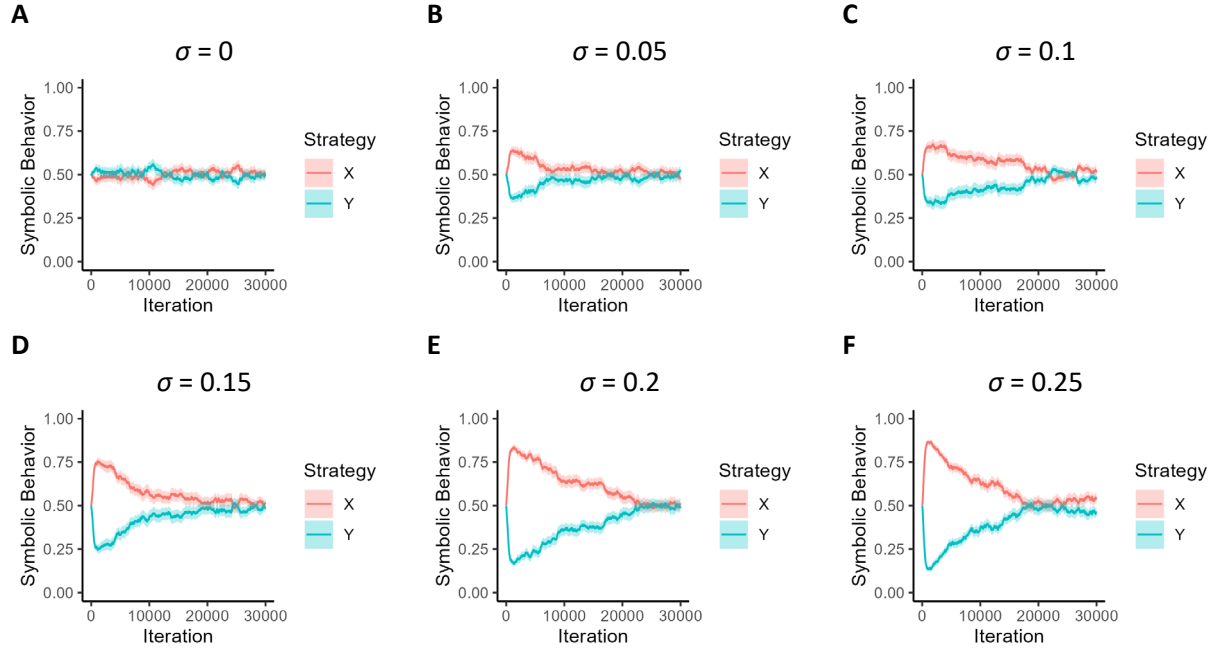 A
σ = 0
Symbolic Behavior
1.00
0.75
0.50
0.25
0.00
0 10000 20000 30000
Iteration
Strategy
X
Y
B
σ = 0.05
Symbolic Behavior
1.00
0.75
0.50
0.25
0.00
0 10000 20000 30000
Iteration
Strategy
X
Y
C
σ = 0.1
Symbolic Behavior
1.00
0.75
0.50
0.25
0.00
0 10000 20000 30000
Iteration
Strategy
X
Y
D
σ = 0.15
Symbolic Behavior
1.00
0.75
0.50
0.25
0.00
0 10000 20000 30000
Iteration
Strategy
X
Y
E
σ = 0.2
Symbolic Behavior
1.00
0.75
0.50
0.25
0.00
0 10000 20000 30000
Iteration
Strategy
X
Y
F
σ = 0.25
Symbolic Behavior
1.00
0.75
0.50
0.25
0.00
0 10000 20000 30000
Iteration
Strategy
X
Y